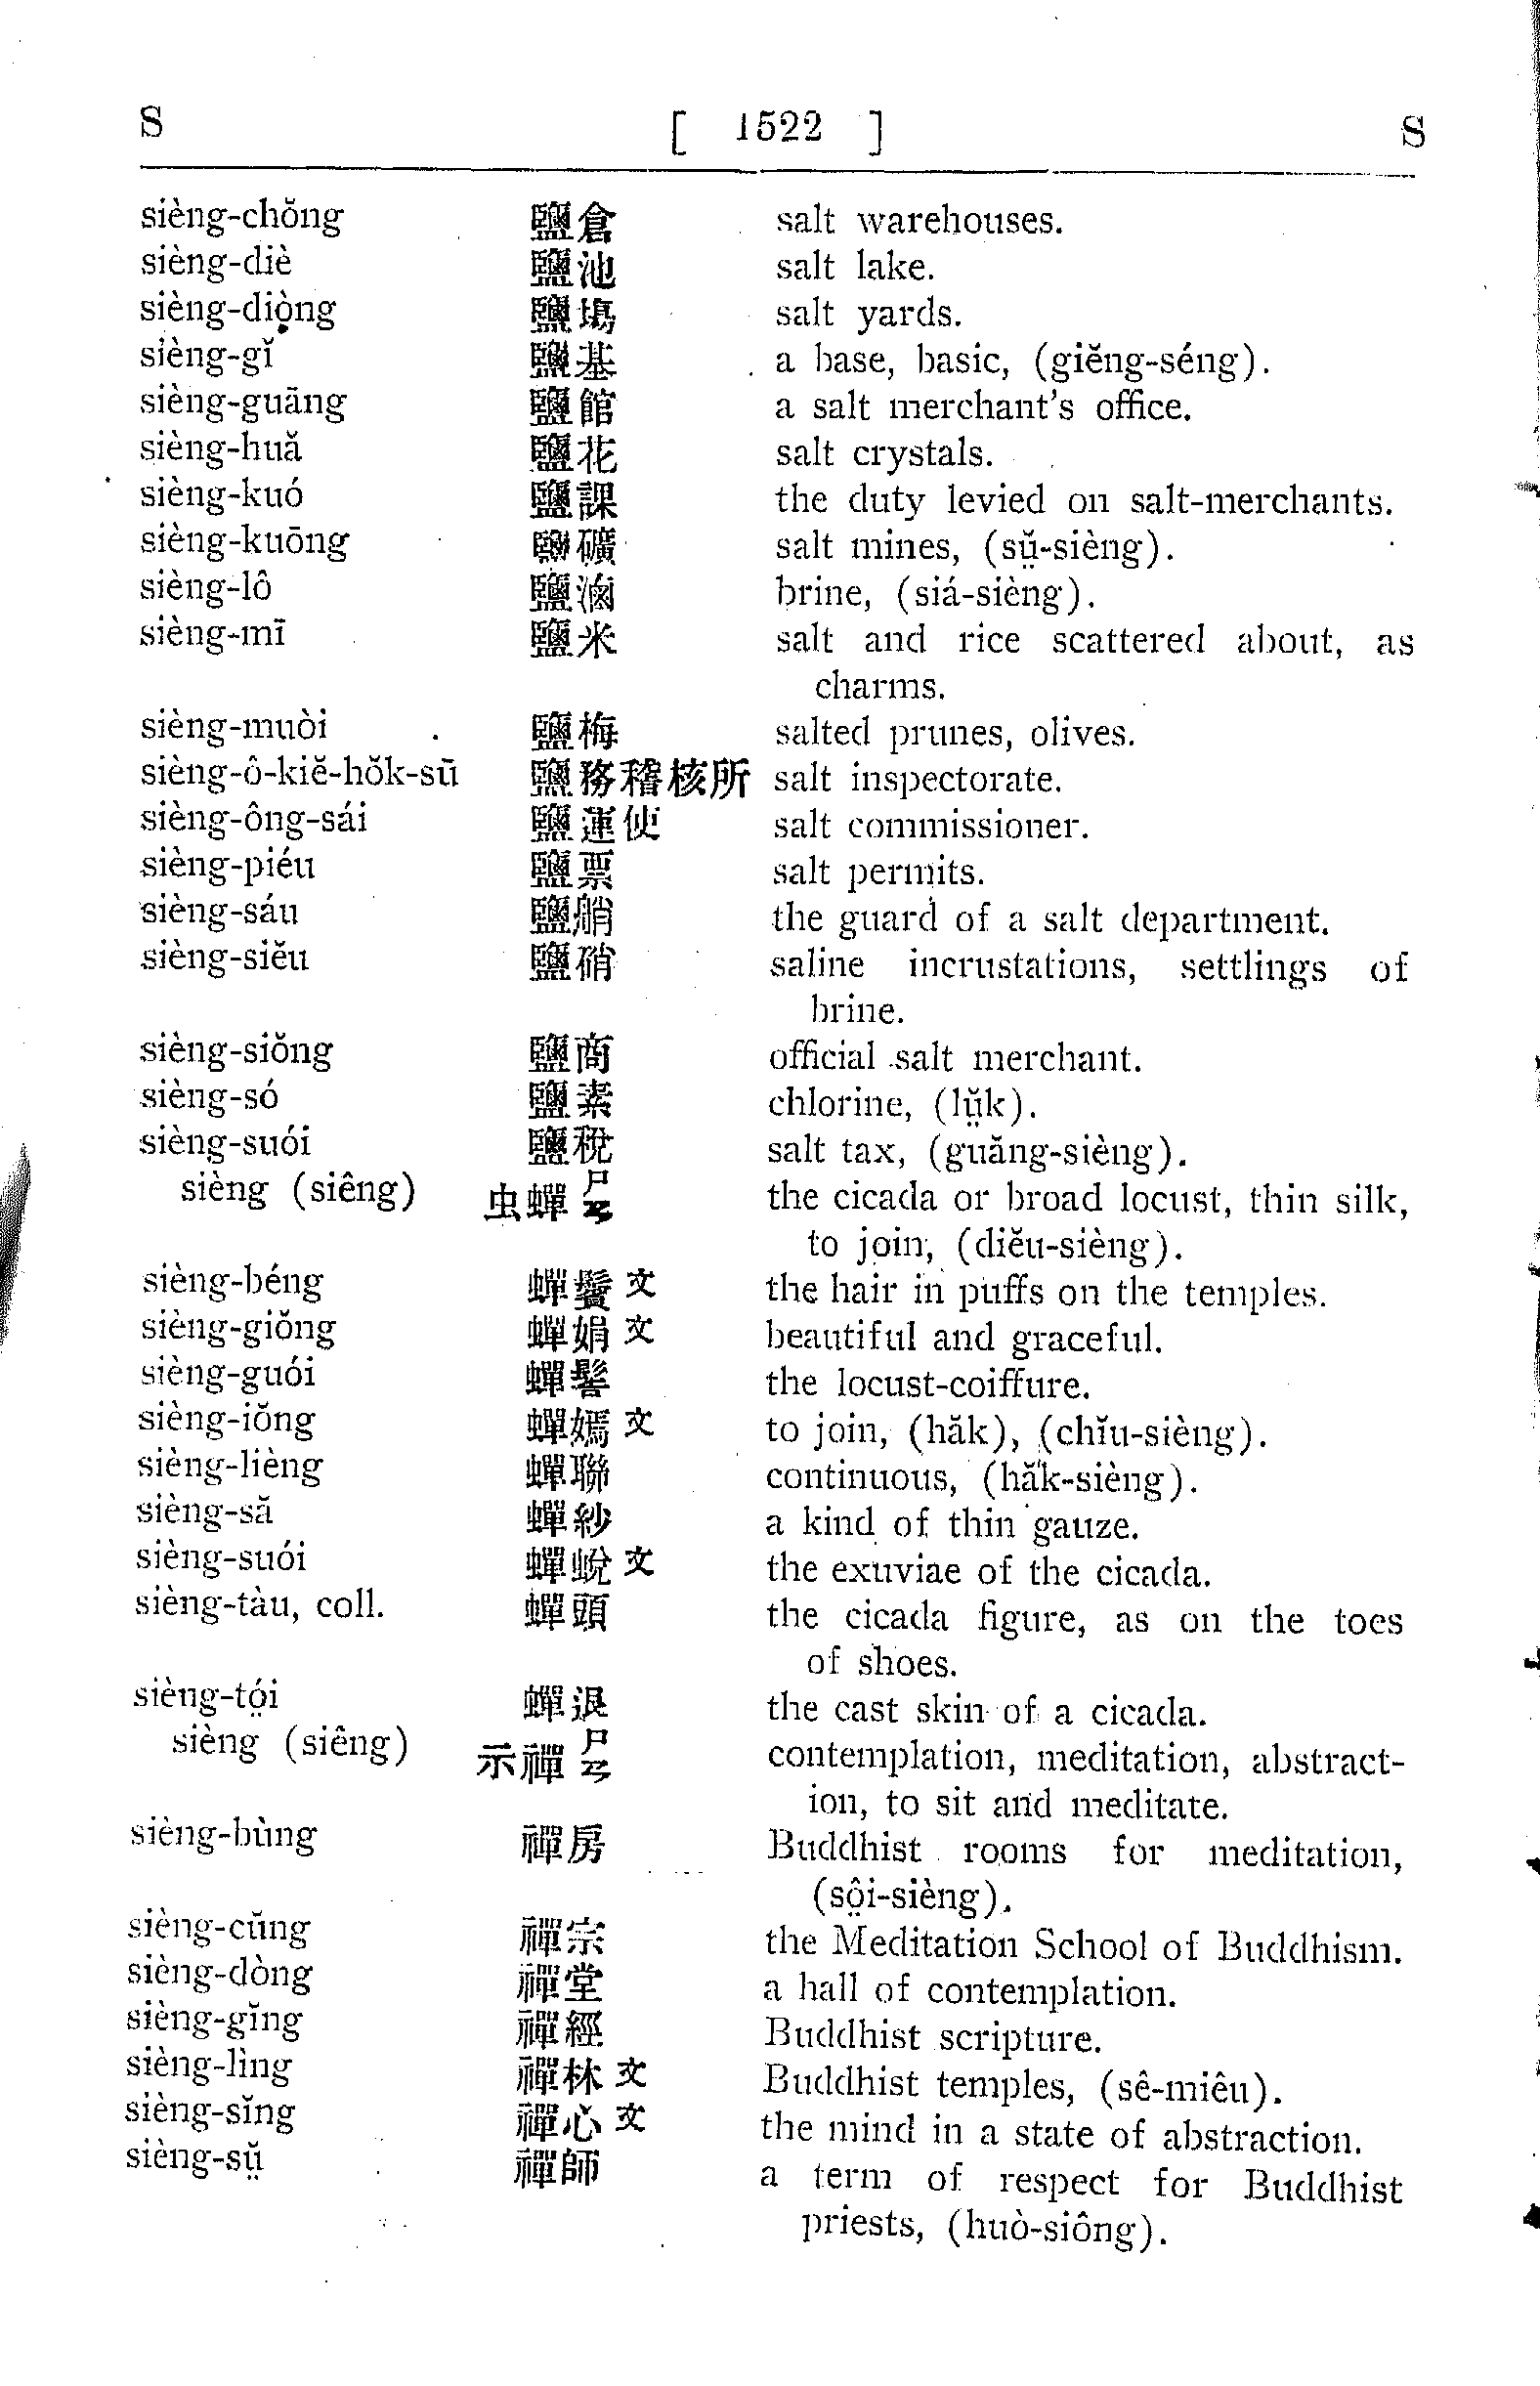 S [ 1522 ] S
sièng-chŏng 鹽倉 salt warehouses.
sièng-diè 鹽池 salt lake.
sièng-diòng 鹽塲 salt yards.
sièng-gĭ 鹽基 a base, basic, (giĕng-séng).
sièng-guāng 鹽館 a salt merchant's office.
sièng-huă 鹽花 salt crystals.
sièng-kuó 鹽課 the duty levied on salt-merchants.
sièng-kuōng 鹽礦 salt mines, (sṳ̆-sièng).
sièng-lô 鹽滷 brine, (siá-sièng).
sièng-mī 鹽米 salt and rice scattered about, as
charms.
sièng-muòi 鹽梅 salted prunes, olives.
sièng-ô-kiĕ-hŏk-sū 鹽務稽核所 salt inspectorate.
sièng-ông-sái 鹽運使 salt commissioner.
sièng-piéu 鹽票 salt permits.
sièng-sáu 鹽艄 the guard of a salt department.
sièng-siĕu 鹽硝 saline incrustations, settlings of
brine.
sièng-siŏng 鹽商 official salt merchant.
sièng-só 鹽素 chlorine, (lṳ̆k).
sièng-suói 鹽稅 salt tax, (guăng-sièng).
sièng (siêng) 虫蟬ㄕㄢ the cicada or broad locust, thin silk,
to join, (diĕu-sièng).
sièng-béng 蟬鬢文 the hair in puffs on the temples.
sièng-giŏng 蟬娟文 beautiful and graceful.
sièng-guói 蟬髻 the locust-coiffure.
sièng-iŏng 蟬嫣文 to join, (hăk), (chĭu-sièng).
sièng-lièng 蟬聯 continuous, (hăk-sièng).
sièng-să 蟬紗 a kind of thin gauze.
sièng-suói 蟬蛻文 the exuviae of the cicada.
sièng-tàu, coll. 蟬頭 the cicada figure, as on the toes
of shoes.
sièng-tó̤i 蟬退 the cast skin of a cicada.
sièng (siêng) 示禪ㄕㄢ contemplation, meditation, abstract-
ion, to sit and meditate.
sièng-bùng 禪房 Buddhist rooms for meditation,
(sô̤i-sièng).
sièng-cŭng 禪宗 the Meditation School of Buddhism.
sièng-dòng 禪堂 a hall of contemplation.
sièng-gĭng 禪經 Buddhist scripture.
sièng-lìng 禪林文 Buddhist temples, (sê-miêu).
sièng-sĭng 禪心文 the mind in a state of abstraction.
sièng-sṳ̆ 禪師 a term of respect for Buddhist
priests, (huò-siông).